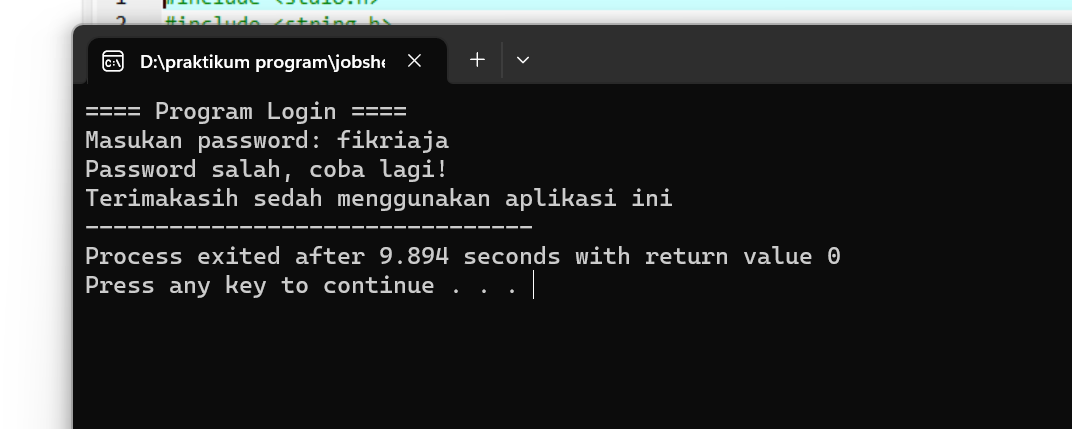 1 #include <stdio.h>
2 #include <string.h>
D:\praktikum program\jobshe
==== Program Login ====
Masukan password: fikriaja
Password salah, coba lagi!
Terimakasih sedah menggunakan aplikasi ini
--------------------------------
Process exited after 9.894 seconds with return value 0
Press any key to continue . . .